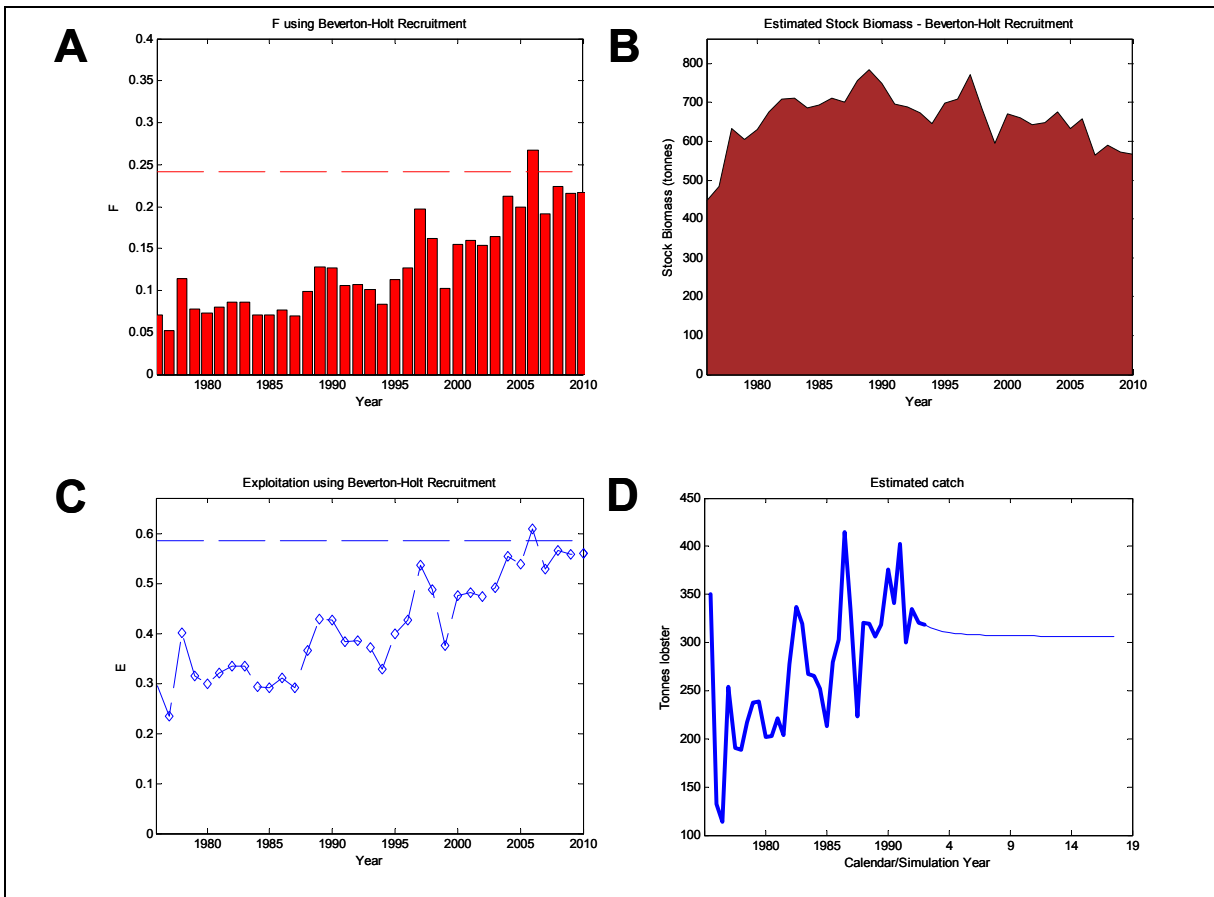 A
F using Beverton-Holt Recruitment
0.4
0.35
0.3
0.25
0.2
0.15
0.1
0.05
0
F
1980 1985 1990 1995 2000 2005 2010
Year
B
Estimated Stock Biomass - Beverton-Holt Recruitment
800
700
600
500
400
300
200
100
0
Stock Biomass (tonnes)
1980 1985 1990 1995 2000 2005 2010
Year
C
Exploitation using Beverton-Holt Recruitment
0.6
0.5
0.4
0.3
0.2
0.1
0
E
1980 1985 1990 1995 2000 2005 2010
Year
D
Estimated catch
450
400
350
300
250
200
150
100
Tonnes lobster
1980 1985 1990 4 9 14 19
Calendar/Simulation Year